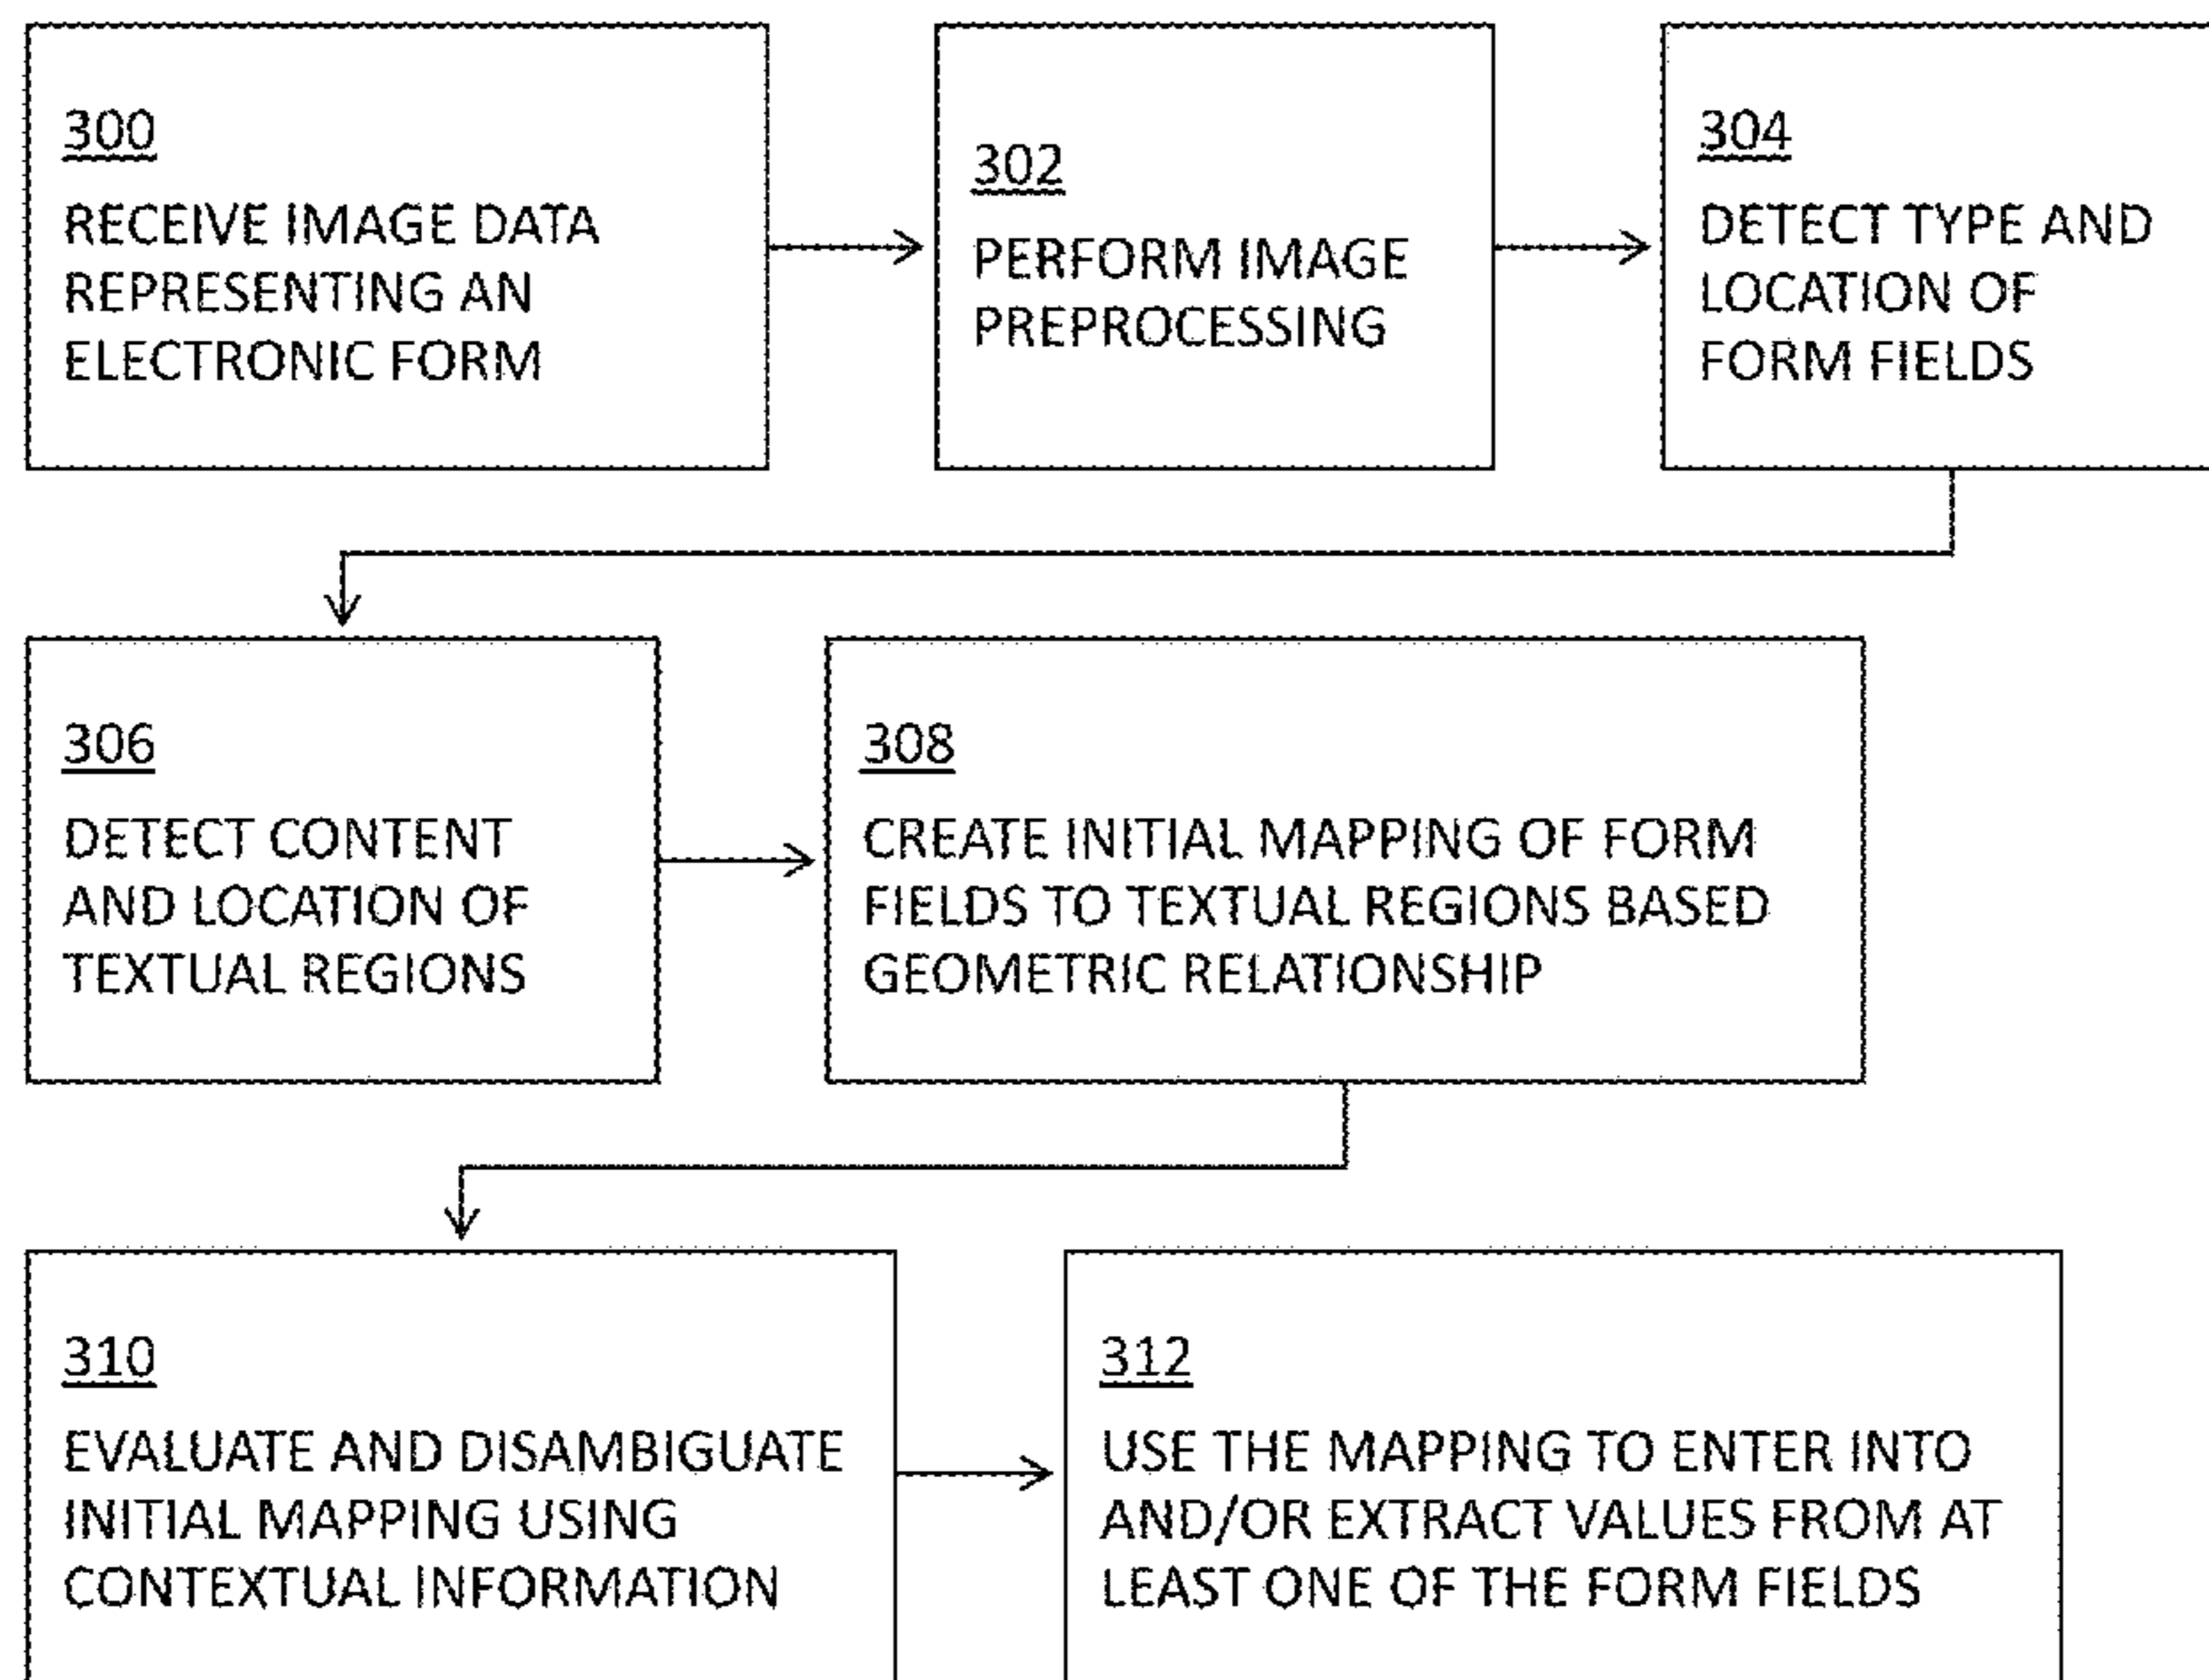 300
RECEIVE IMAGE DATA
REPRESENTING AN
ELECTRONIC FORM
302
PERFORM IMAGE
PREPROCESSING
304
DETECT TYPE AND
LOCATION OF
FORM FIELDS
306
DETECT CONTENT
AND LOCATION OF
TEXTUAL REGIONS
308
CREATE INITIAL MAPPING OF FORM
FIELDS TO TEXTUAL REGIONS BASED
GEOMETRIC RELATIONSHIP
310
EVALUATE AND DISAMBIGUATE
INITIAL MAPPING USING
CONTEXTUAL INFORMATION
312
USE THE MAPPING TO ENTER INTO
AND/OR EXTRACT VALUES FROM AT
LEAST ONE OF THE FORM FIELDS